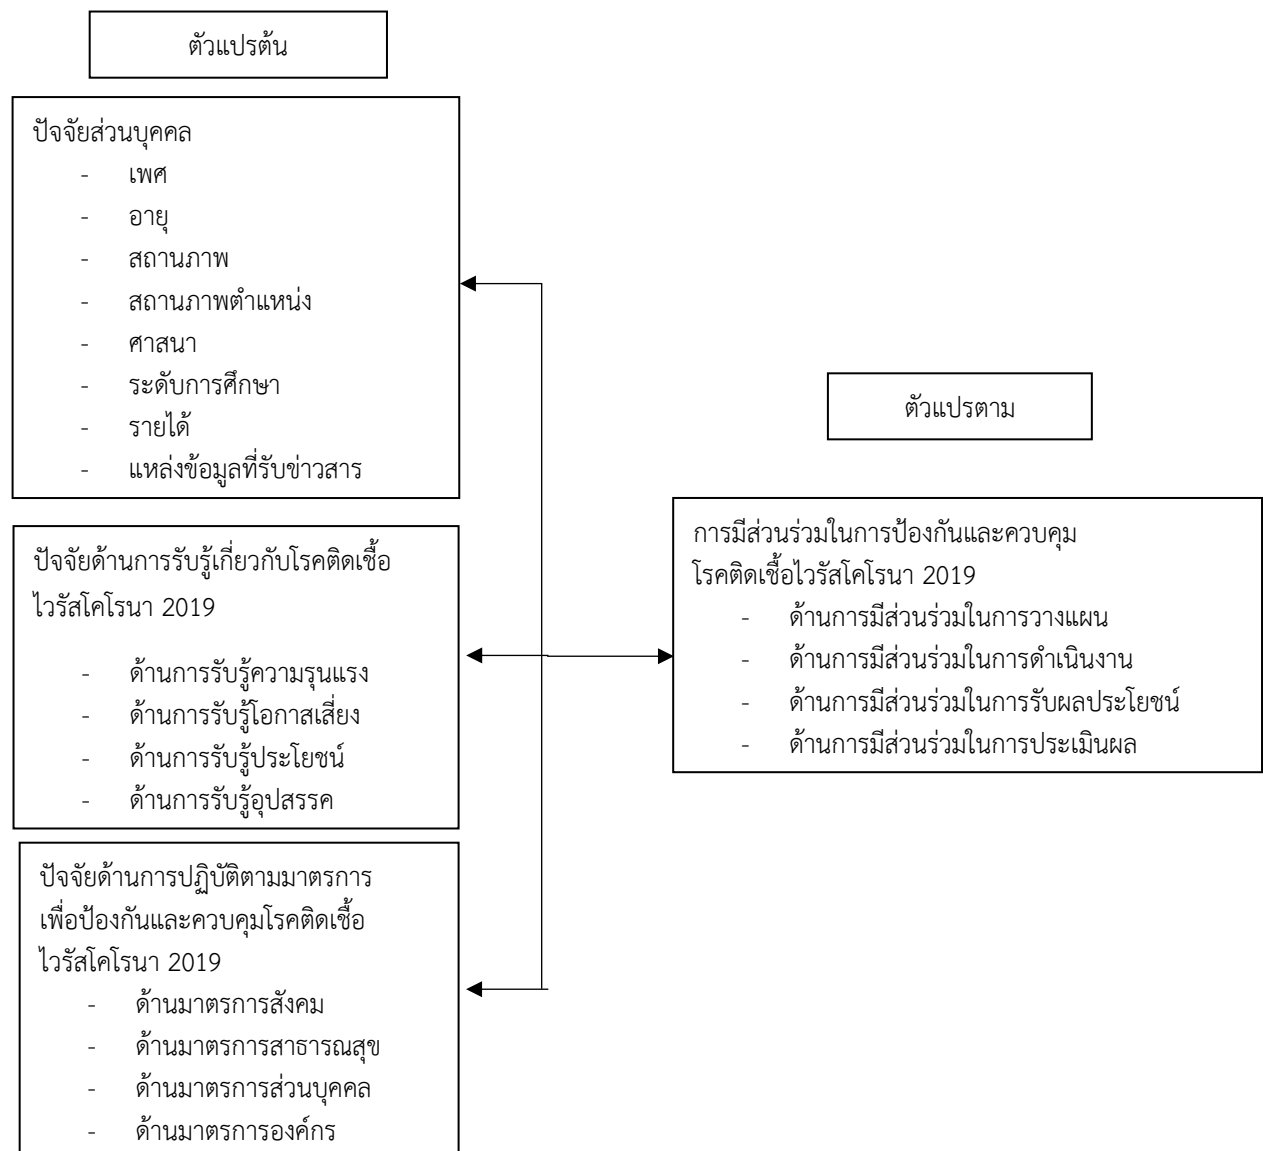 ตัวแปรต้น
ปัจจัยส่วนบุคคล
- เพศ
- อายุ
- สถานภาพ
- สถานภาพตำแหน่ง
- ศาสนา
- ระดับการศึกษา
- รายได้
- แหล่งข้อมูลที่รับข่าวสาร
ปัจจัยด้านการรับรู้เกี่ยวกับโรคติดเชื้อ
ไวรัสโคโรนา 2019
- ด้านการรับรู้ความรุนแรง
- ด้านการรับรู้โอกาสเสี่ยง
- ด้านการรับรู้ประโยชน์
- ด้านการรับรู้อุปสรรค
ปัจจัยด้านการปฏิบัติตามมาตรการ
เพื่อป้องกันและควบคุมโรคติดเชื้อ
ไวรัสโคโรนา 2019
- ด้านมาตรการสังคม
- ด้านมาตรการสาธารณสุข
- ด้านมาตรการส่วนบุคคล
- ด้านมาตรการองค์กร
ตัวแปรตาม
การมีส่วนร่วมในการป้องกันและควบคุม
โรคติดเชื้อไวรัสโคโรนา 2019
- ด้านการมีส่วนร่วมในการวางแผน
- ด้านการมีส่วนร่วมในการดำเนินงาน
- ด้านการมีส่วนร่วมในการรับผลประโยชน์
- ด้านการมีส่วนร่วมในการประเมินผล